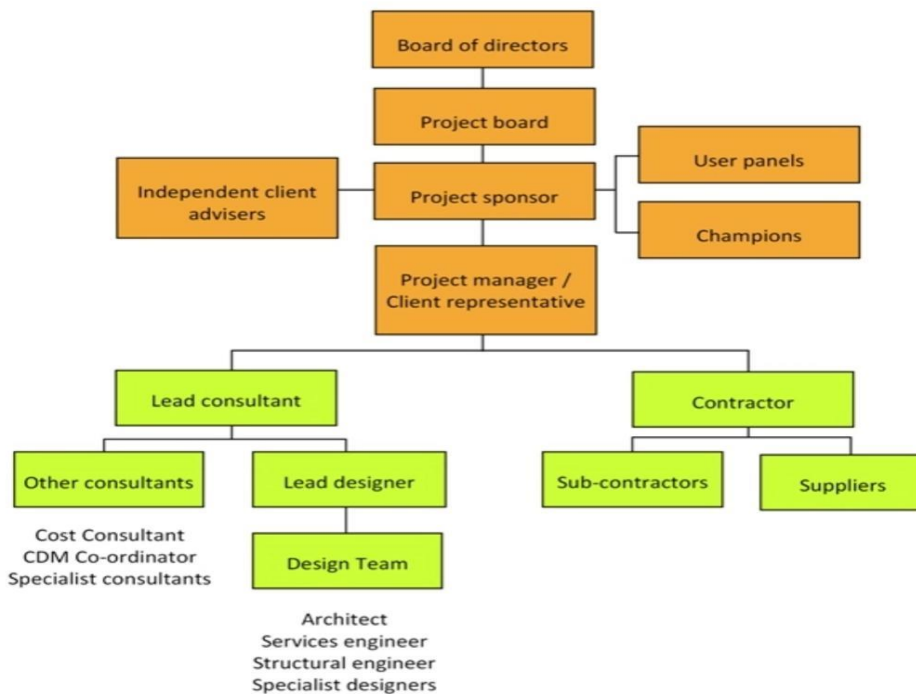 Board of directors
Project board
Independent client
advisers
Project sponsor
User panels
Champions
Project manager /
Client representative
Lead consultant
Contractor
Other consultants
Lead designer
Sub-contractors
Suppliers
Cost Consultant
CDM Co-ordinator
Specialist consultants
Design Team
Architect
Services engineer
Structural engineer
Specialist designers